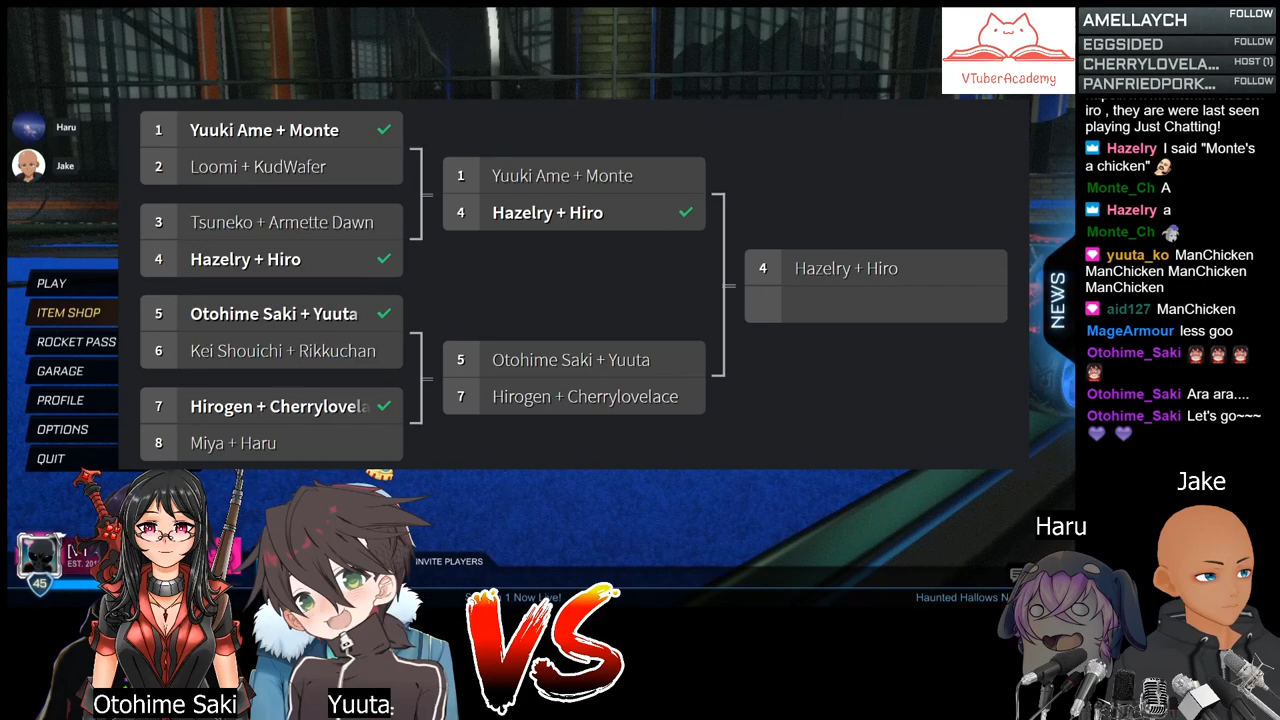 VTuberAcademy
AMELLAYCH FOLLOW
EGGSIDED FOLLOW
CHERRYLOVELA... HOST (1)
PANFRIEDPORK... FOLLOW
Haru
Jake
1 Yuuki Ame + Monte
2 Loomi + KudWafer
3 Tsuneko + Armette Dawn
4 Hazelry + Hiro
5 Otohime Saki + Yuuta
6 Kei Shouichi + Rikkuchan
7 Hirogen + Cherrylovela
8 Miya + Haru
1 Yuuki Ame + Monte
4 Hazelry + Hiro
5 Otohime Saki + Yuuta
7 Hirogen + Cherrylovelace
4 Hazelry + Hiro
PLAY
ITEM SHOP
ROCKET PASS
GARAGE
PROFILE
OPTIONS
QUIT
NEWS
iro , they are were last seen
playing Just Chatting!
Hazelry I said "Monte's
a chicken"
Monte_Ch A
Hazelry a
Monte_Ch
yuuta_ko ManChicken
ManChicken ManChicken
ManChicken
aid127 ManChicken
MageArmour less goo
Otohime_Saki
Otohime_Saki Ara ara....
Otohime_Saki Let's go~~~
45
INVITE PLAYERS
1 Now Live!
Haunted Hallows N
VS
Otohime Saki
Yuuta
Haru
Jake